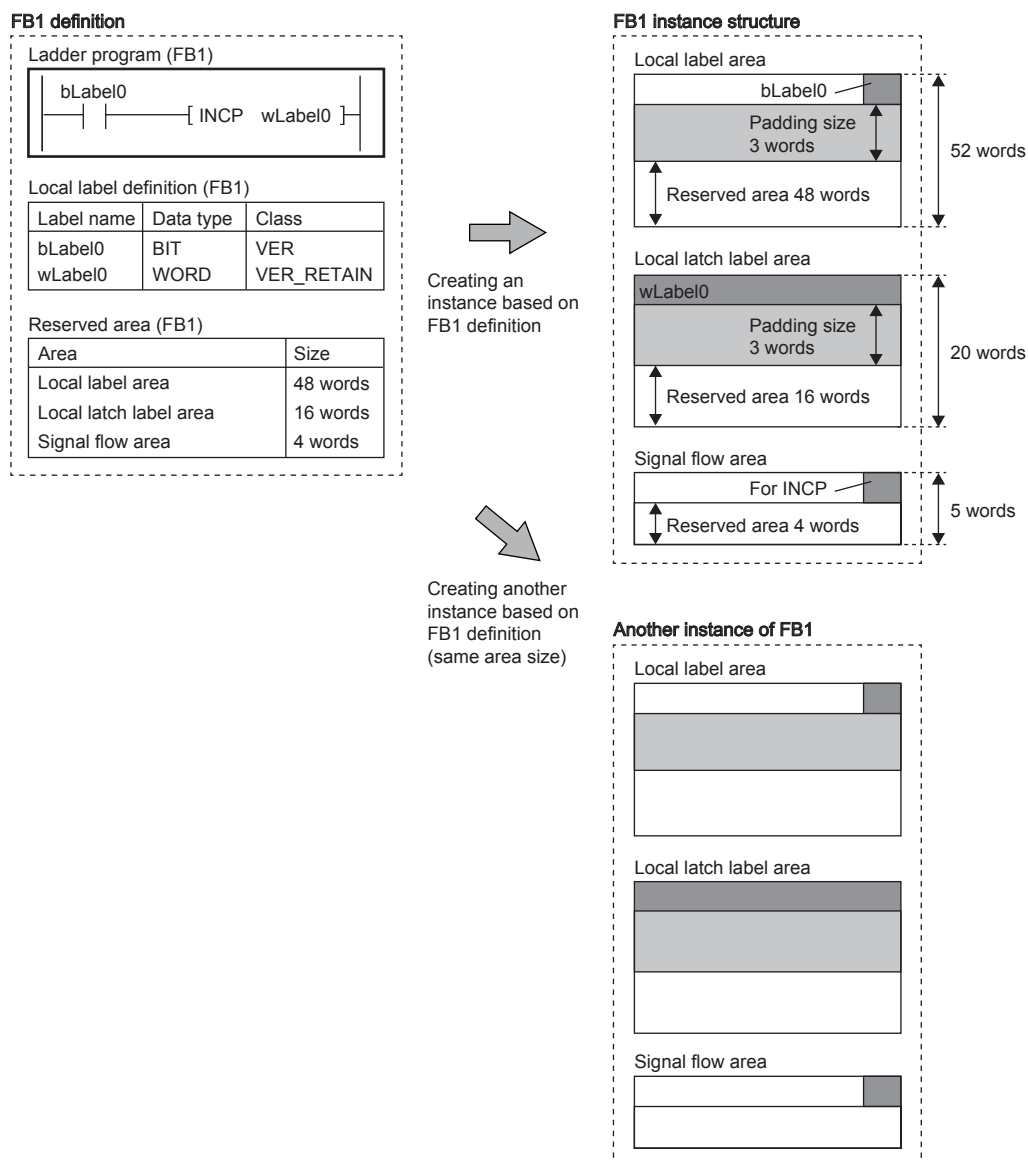 FB1 definition
Ladder program (FB1)
bLabel0
INCP wLabel0
Local label definition (FB1)
Label name Data type Class
bLabel0 BIT VER
wLabel0 WORD VER_RETAIN
Reserved area (FB1)
Area Size
Local label area 48 words
Local latch label area 16 words
Signal flow area 4 words
Creating an
instance based on
FB1 definition
Creating another
instance based on
FB1 definition
(same area size)
FB1 instance structure
Local label area
bLabel0
Padding size
3 words
52 words
Reserved area 48 words
Local latch label area
wLabel0
Padding size
3 words
20 words
Reserved area 16 words
Signal flow area
For INCP
5 words
Reserved area 4 words
Another instance of FB1
Local label area
Local latch label area
Signal flow area